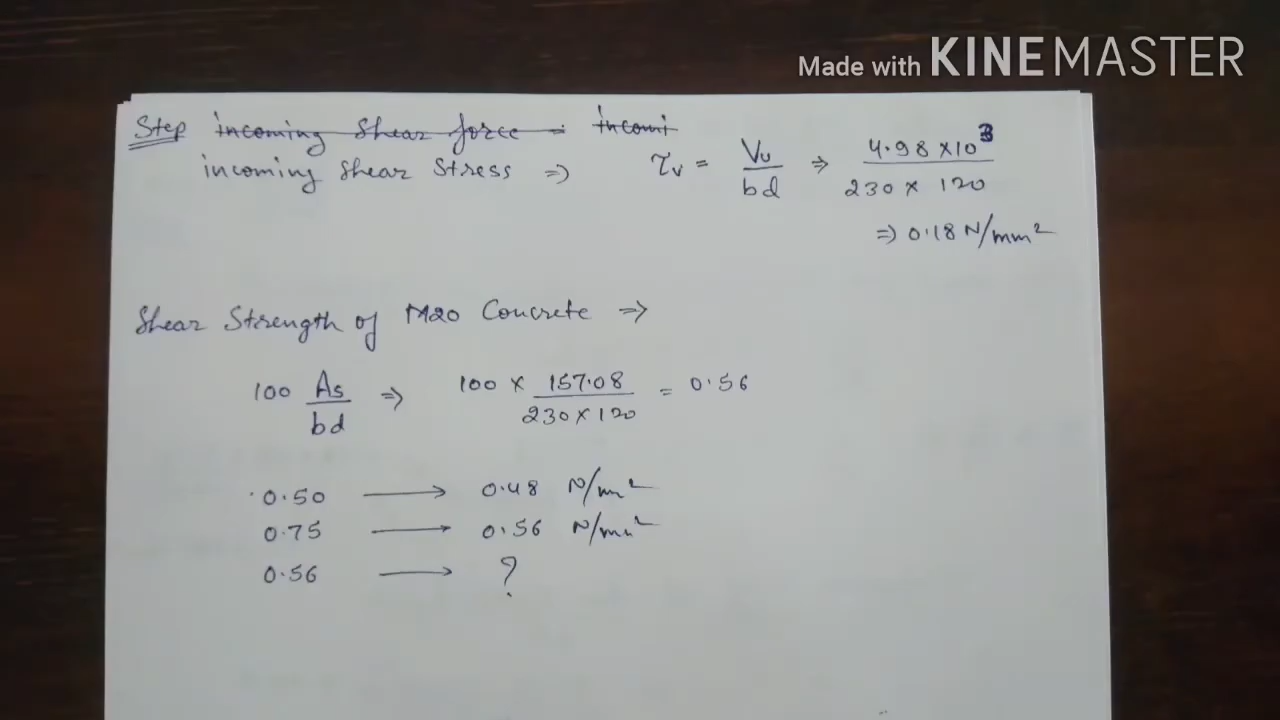 Made with KINEMASTER
Step incoming Shear force = incomi
incoming Shear Stress ⇒ τv = Vu/bd ⇒ 4.98 × 10³ / 230 × 120
⇒ 0.18 N/mm²
Shear Strength of M20 Concrete ⇒
100 As/bd ⇒ 100 × 157.08 / 230 × 120 = 0.56
0.50 → 0.48 N/mm²
0.75 → 0.56 N/mm²
0.56 → ?